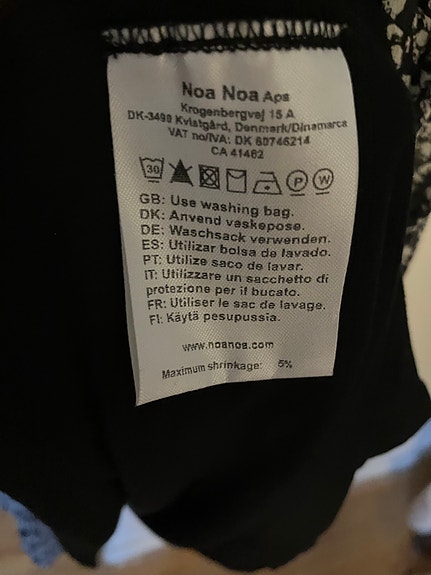 Noa Noa Aps
Krogenbergvej 15 A
DK-3490 Kvistgård, Denmark/Dinamarca
VAT no/IVA: DK 60746214
CA 41462
30
P
W
GB: Use washing bag.
DK: Anvend vaskepose.
DE: Waschsack verwenden.
ES: Utilizar bolsa de lavado.
PT: Utilize saco de lavar.
IT: Utilizzare un sacchetto di
protezione per il bucato.
FR: Utiliser le sac de lavage.
FI: Käytä pesupussia.
www.noanoa.com
Maximum shrinkage: 5%